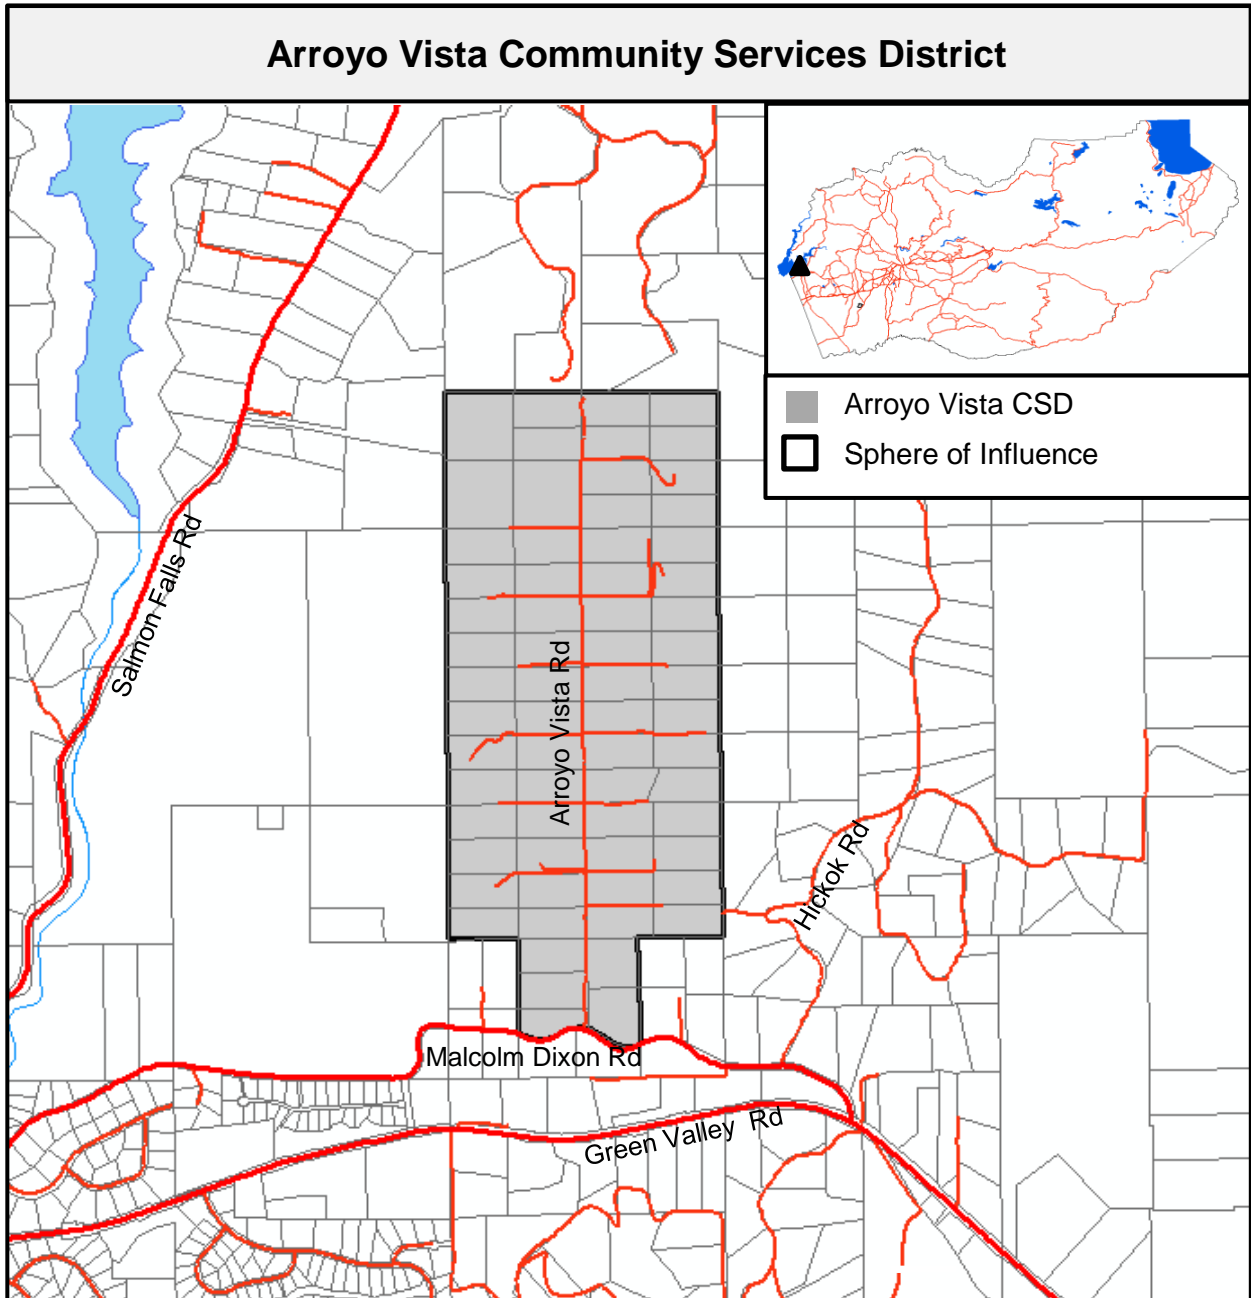 Arroyo Vista Community Services District
Arroyo Vista CSD
Sphere of Influence
Salmon Falls Rd
Arroyo Vista Rd
Hickok Rd
Malcolm Dixon Rd
Green Valley Rd